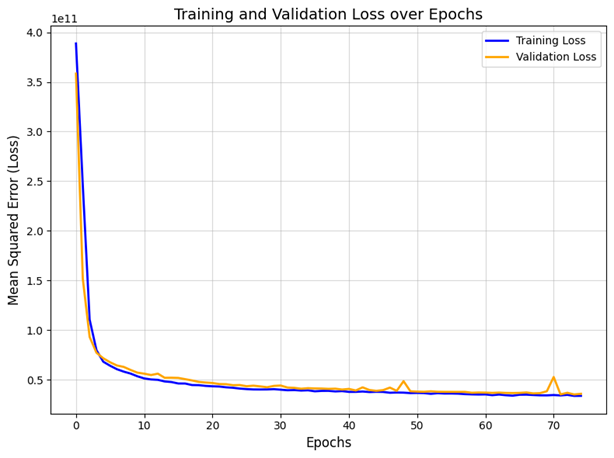 Training and Validation Loss over Epochs
1e11
4.0
3.5
3.0
2.5
2.0
1.5
1.0
0.5
Mean Squared Error (Loss)
Training Loss
Validation Loss
0 10 20 30 40 50 60 70
Epochs